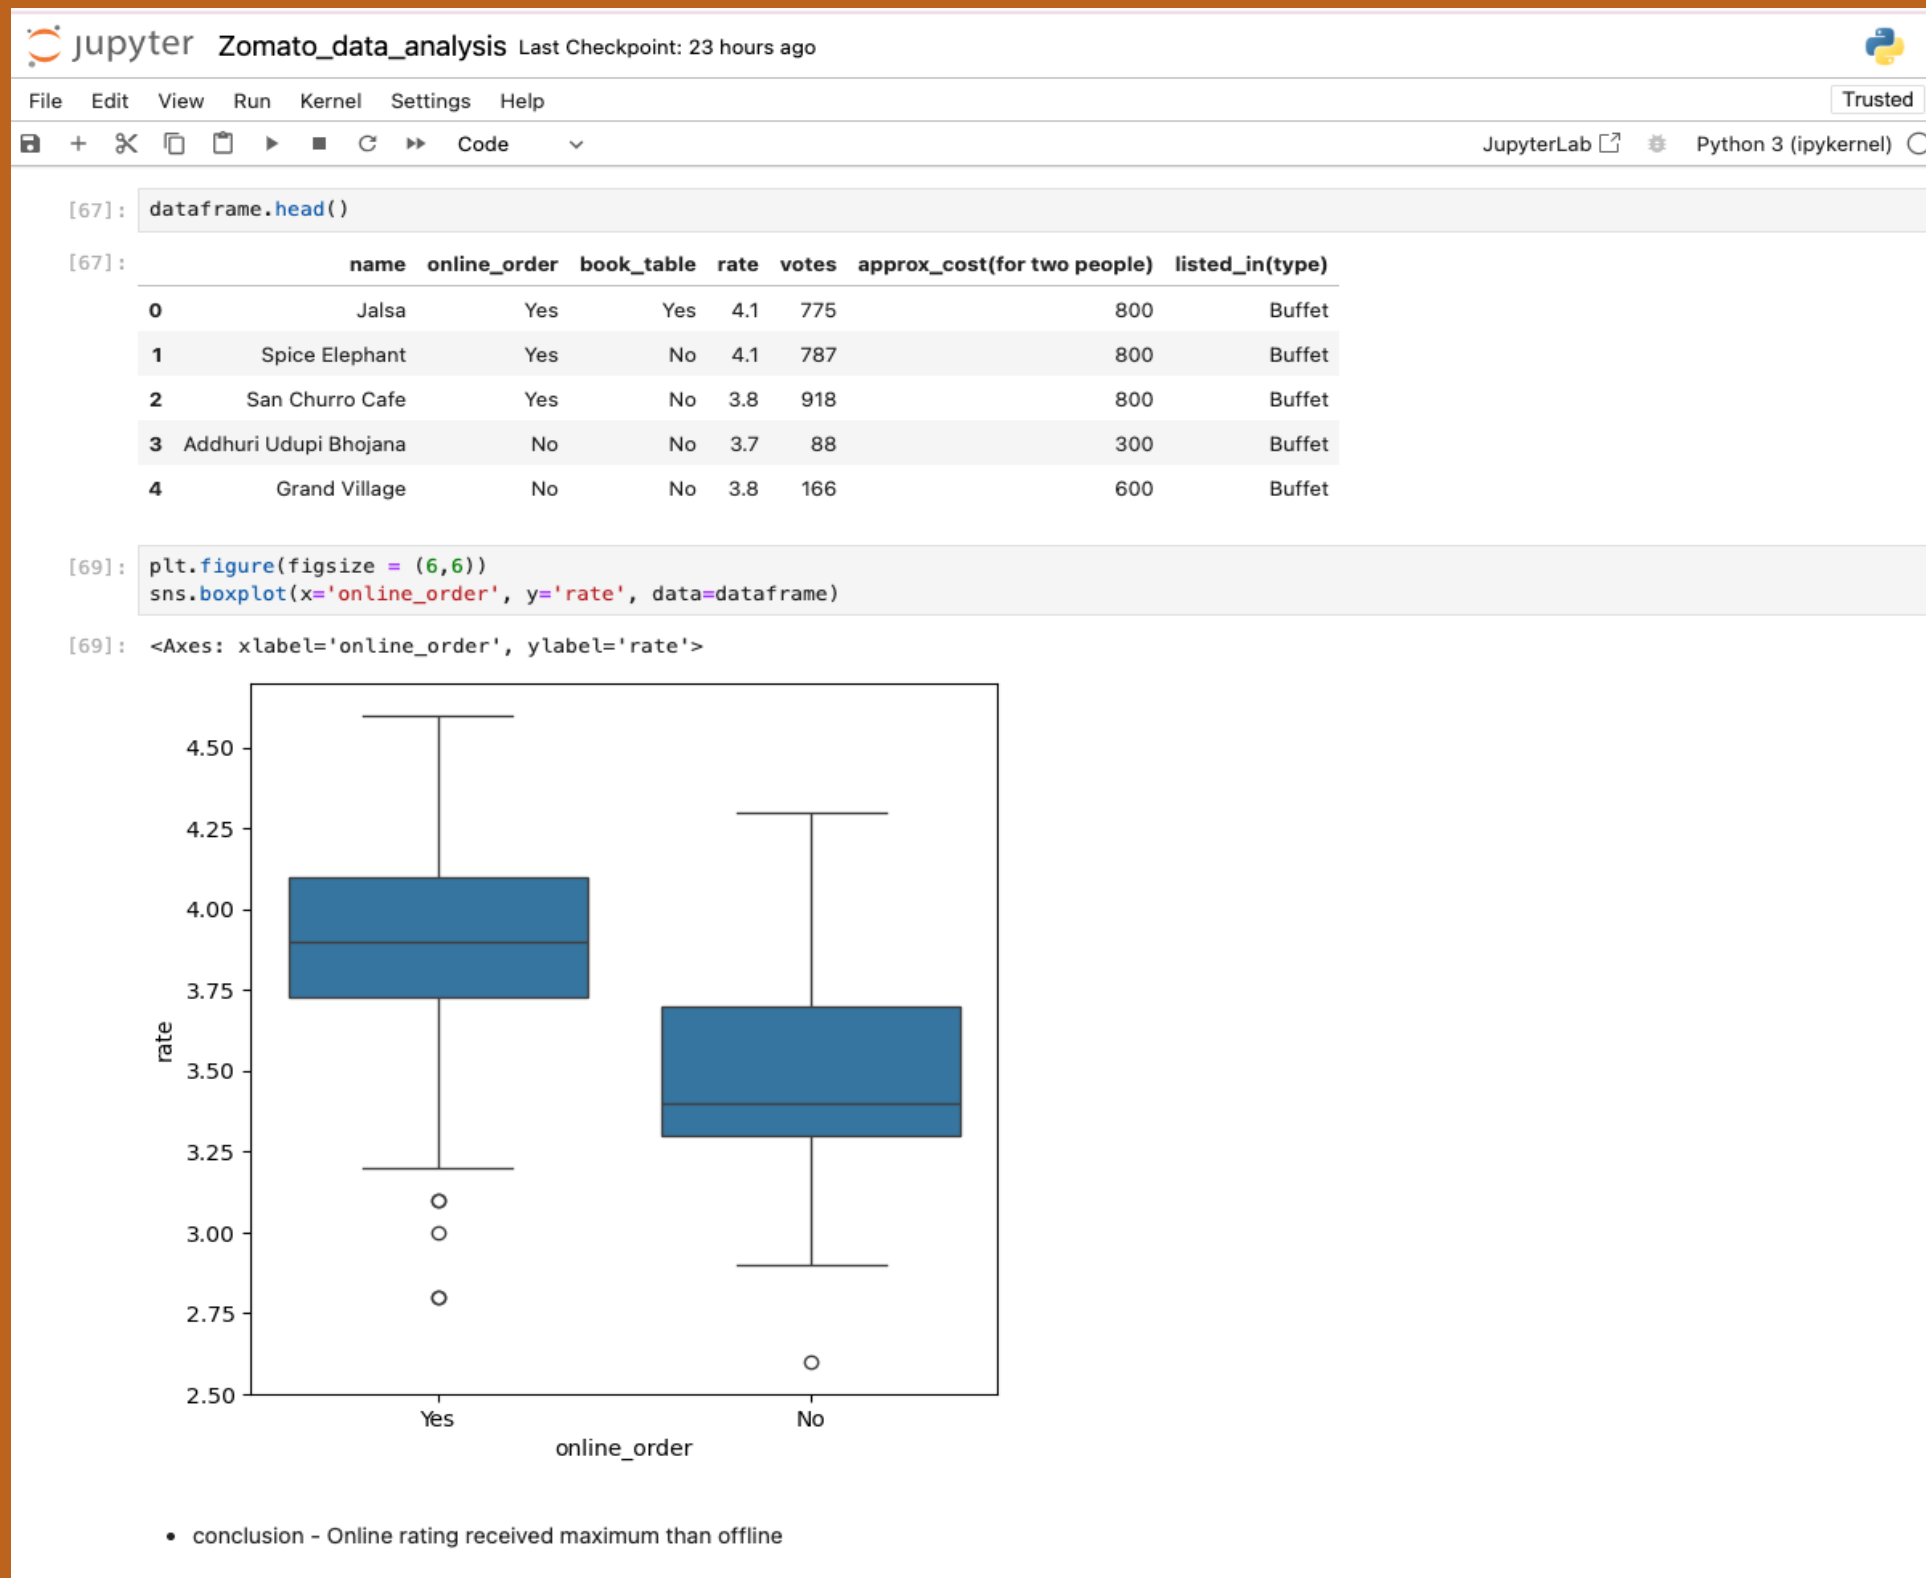 jupyter Zomato_data_analysis Last Checkpoint: 23 hours ago
File Edit View Run Kernel Settings Help Trusted
Code JupyterLab Python 3 (ipykernel)
[67]: dataframe.head()
[67]: name online_order book_table rate votes approx_cost(for two people) listed_in(type)
0 Jalsa Yes Yes 4.1 775 800 Buffet
1 Spice Elephant Yes No 4.1 787 800 Buffet
2 San Churro Cafe Yes No 3.8 918 800 Buffet
3 Addhuri Udupi Bhojana No No 3.7 88 300 Buffet
4 Grand Village No No 3.8 166 600 Buffet
[69]: plt.figure(figsize = (6,6))
sns.boxplot(x='online_order', y='rate', data=dataframe)
[69]: <Axes: xlabel='online_order', ylabel='rate'>
4.50
4.25
4.00
3.75
rate
3.50
3.25
3.00
2.75
2.50
Yes No
online_order
• conclusion - Online rating received maximum than offline